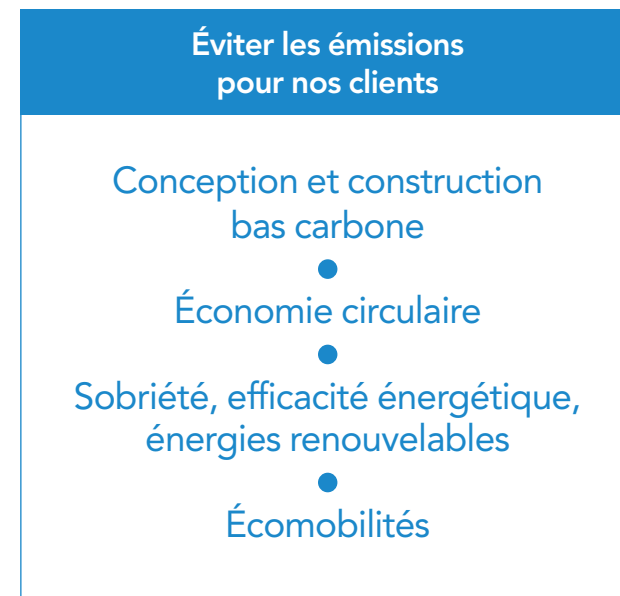 Éviter les émissions
pour nos clients
Conception et construction
bas carbone
●
Économie circulaire
●
Sobriété, efficacité énergétique,
énergies renouvelables
●
Écomobilités